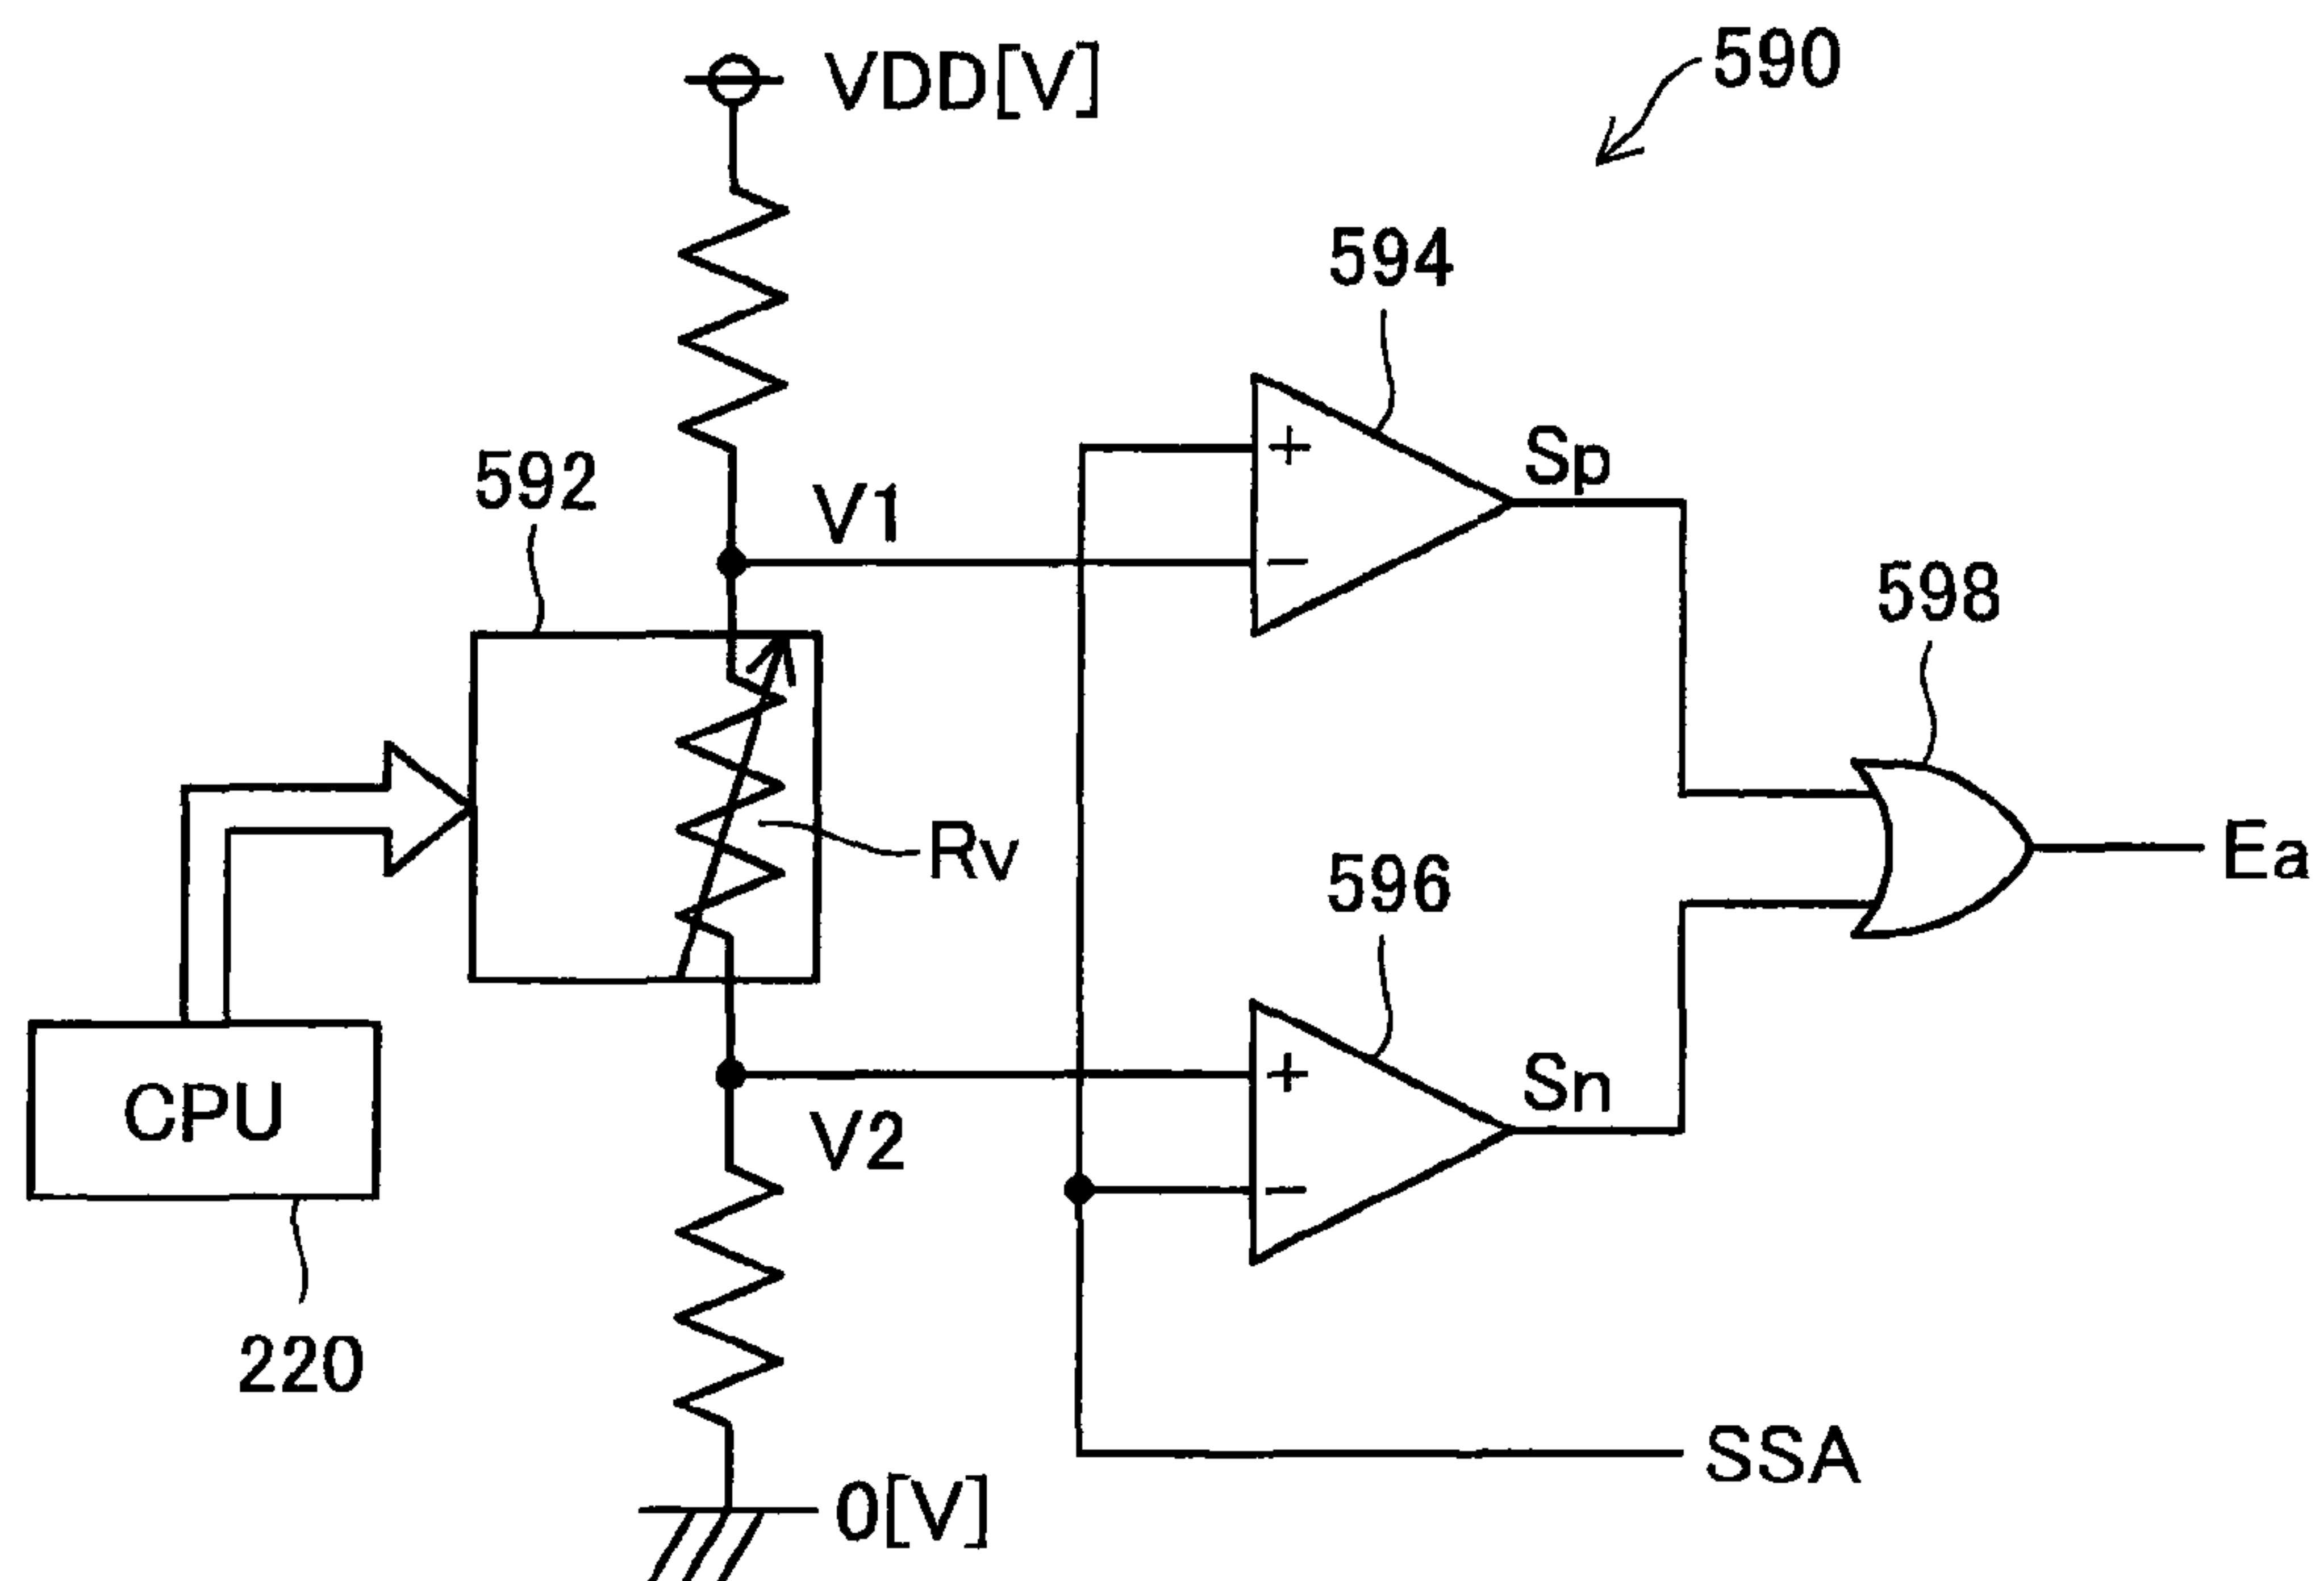 VDD[V]
590
594
592
Sp
V1
598
Rv
Ea
596
CPU
Sn
V2
220
SSA
0[V]
+
−
+
−